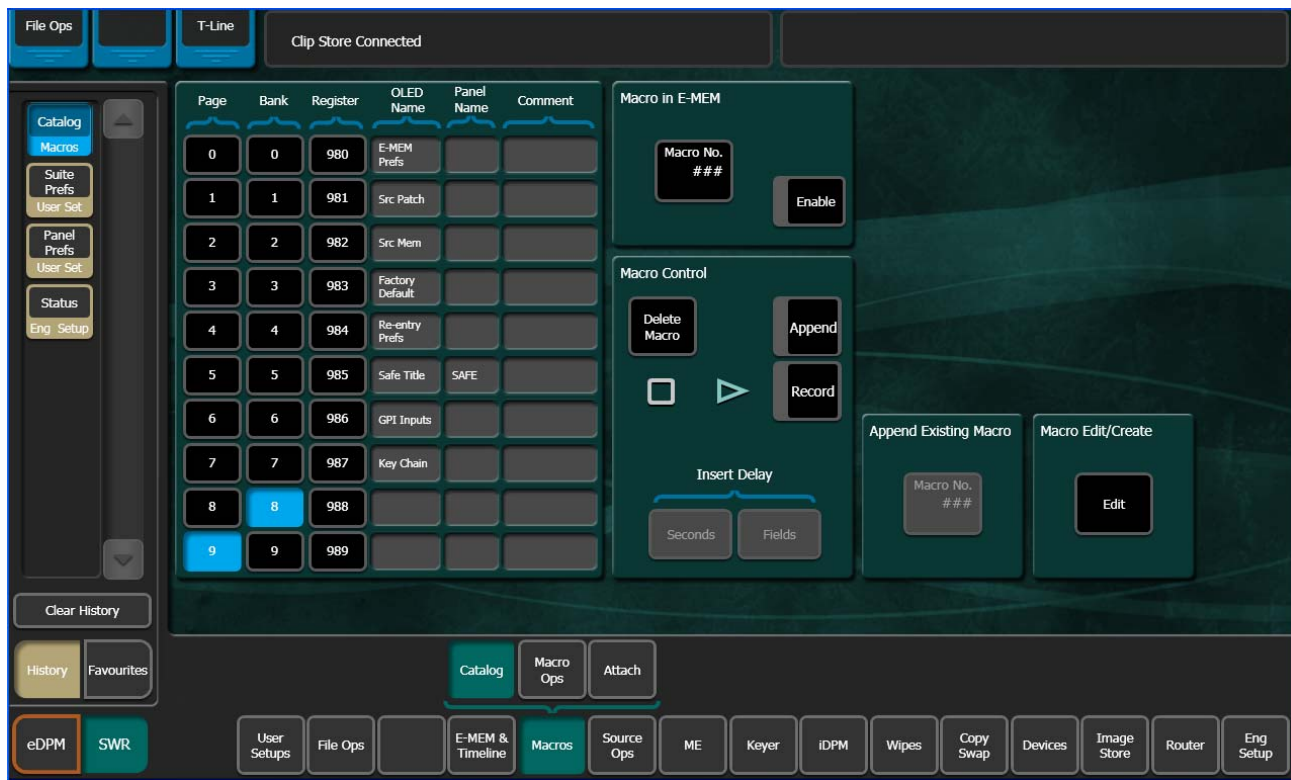 File Ops
T-Line
Clip Store Connected
Catalog
Macros
Suite
Prefs
User Set
Panel
Prefs
User Set
Status
Eng Setup
Clear History
History
Favourites
Page
Bank
Register
OLED
Name
Panel
Name
Comment
0
0
980
E-MEM
Prefs
1
1
981
Src Patch
2
2
982
Src Mem
3
3
983
Factory
Default
4
4
984
Re-entry
Prefs
5
5
985
Safe Title
SAFE
6
6
986
GPI Inputs
7
7
987
Key Chain
8
8
988
9
9
989
Macro in E-MEM
Macro No.
###
Enable
Macro Control
Delete
Macro
Append
Record
Insert Delay
Seconds
Fields
Append Existing Macro
Macro No.
###
Macro Edit/Create
Edit
Catalog
Macro
Ops
Attach
eDPM
SWR
User
Setups
File Ops
E-MEM &
Timeline
Macros
Source
Ops
ME
Keyer
iDPM
Wipes
Copy
Swap
Devices
Image
Store
Router
Eng
Setup